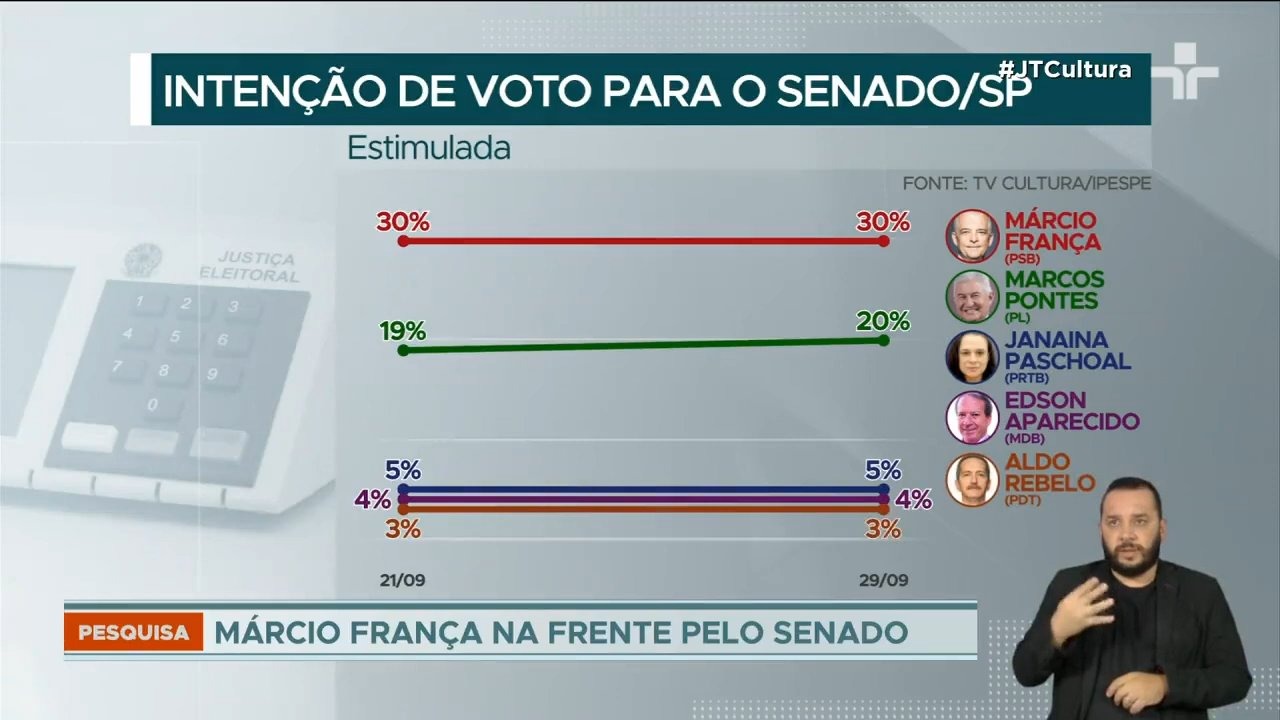 #JTCultura
INTENÇÃO DE VOTO PARA O SENADO/SP
Estimulada
FONTE: TV CULTURA/IPESPE
30%
30%
19%
20%
5%
5%
4%
4%
3%
3%
21/09
29/09
MÁRCIO
FRANÇA
(PSB)
MARCOS
PONTES
(PL)
JANAINA
PASCHOAL
(PRTB)
EDSON
APARECIDO
(MDB)
ALDO
REBELO
(PDT)
JUSTIÇA
ELEITORAL
1 2 3
4 5 6
7 8 9
0
PESQUISA
MÁRCIO FRANÇA NA FRENTE PELO SENADO